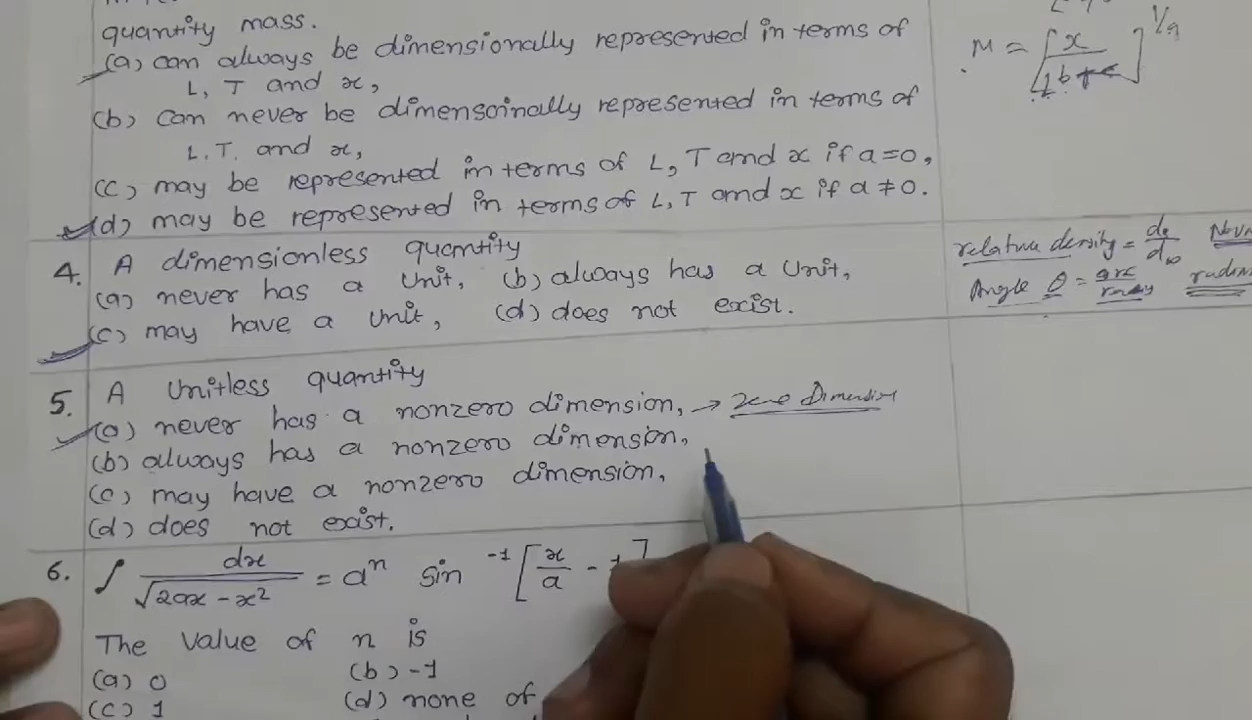 quantity mass.
(a) can always be dimensionally represented in terms of
L, T and x,
(b) can never be dimensoinally represented in terms of
L.T. and x,
(c) may be represented in terms of L, T and x if a=0,
(d) may be represented in terms of L, T and x if a ≠ 0.
4. A dimensionless quantity
(a) never has a unit, (b) always has a unit,
(c) may have a unit, (d) does not exist.
5. A unitless quantity
(a) never has a nonzero dimension, → zero Dimension
(b) always has a nonzero dimension,
(c) may have a nonzero dimension,
(d) does not exist.
6. ∫ dx / √2ax - x² = aⁿ sin⁻¹ [x/a - 1]
The value of n is
(a) 0 (b) -1
(c) 1 (d) none of
M = [x / ]^1/a
relative density =
Angle θ = arc